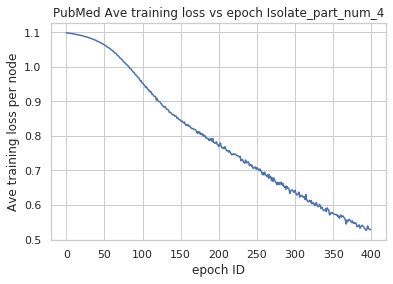 PubMed Ave training loss vs epoch Isolate_part_num_4
Ave training loss per node
1.1
1.0
0.9
0.8
0.7
0.6
0.5
0 50 100 150 200 250 300 350 400
epoch ID